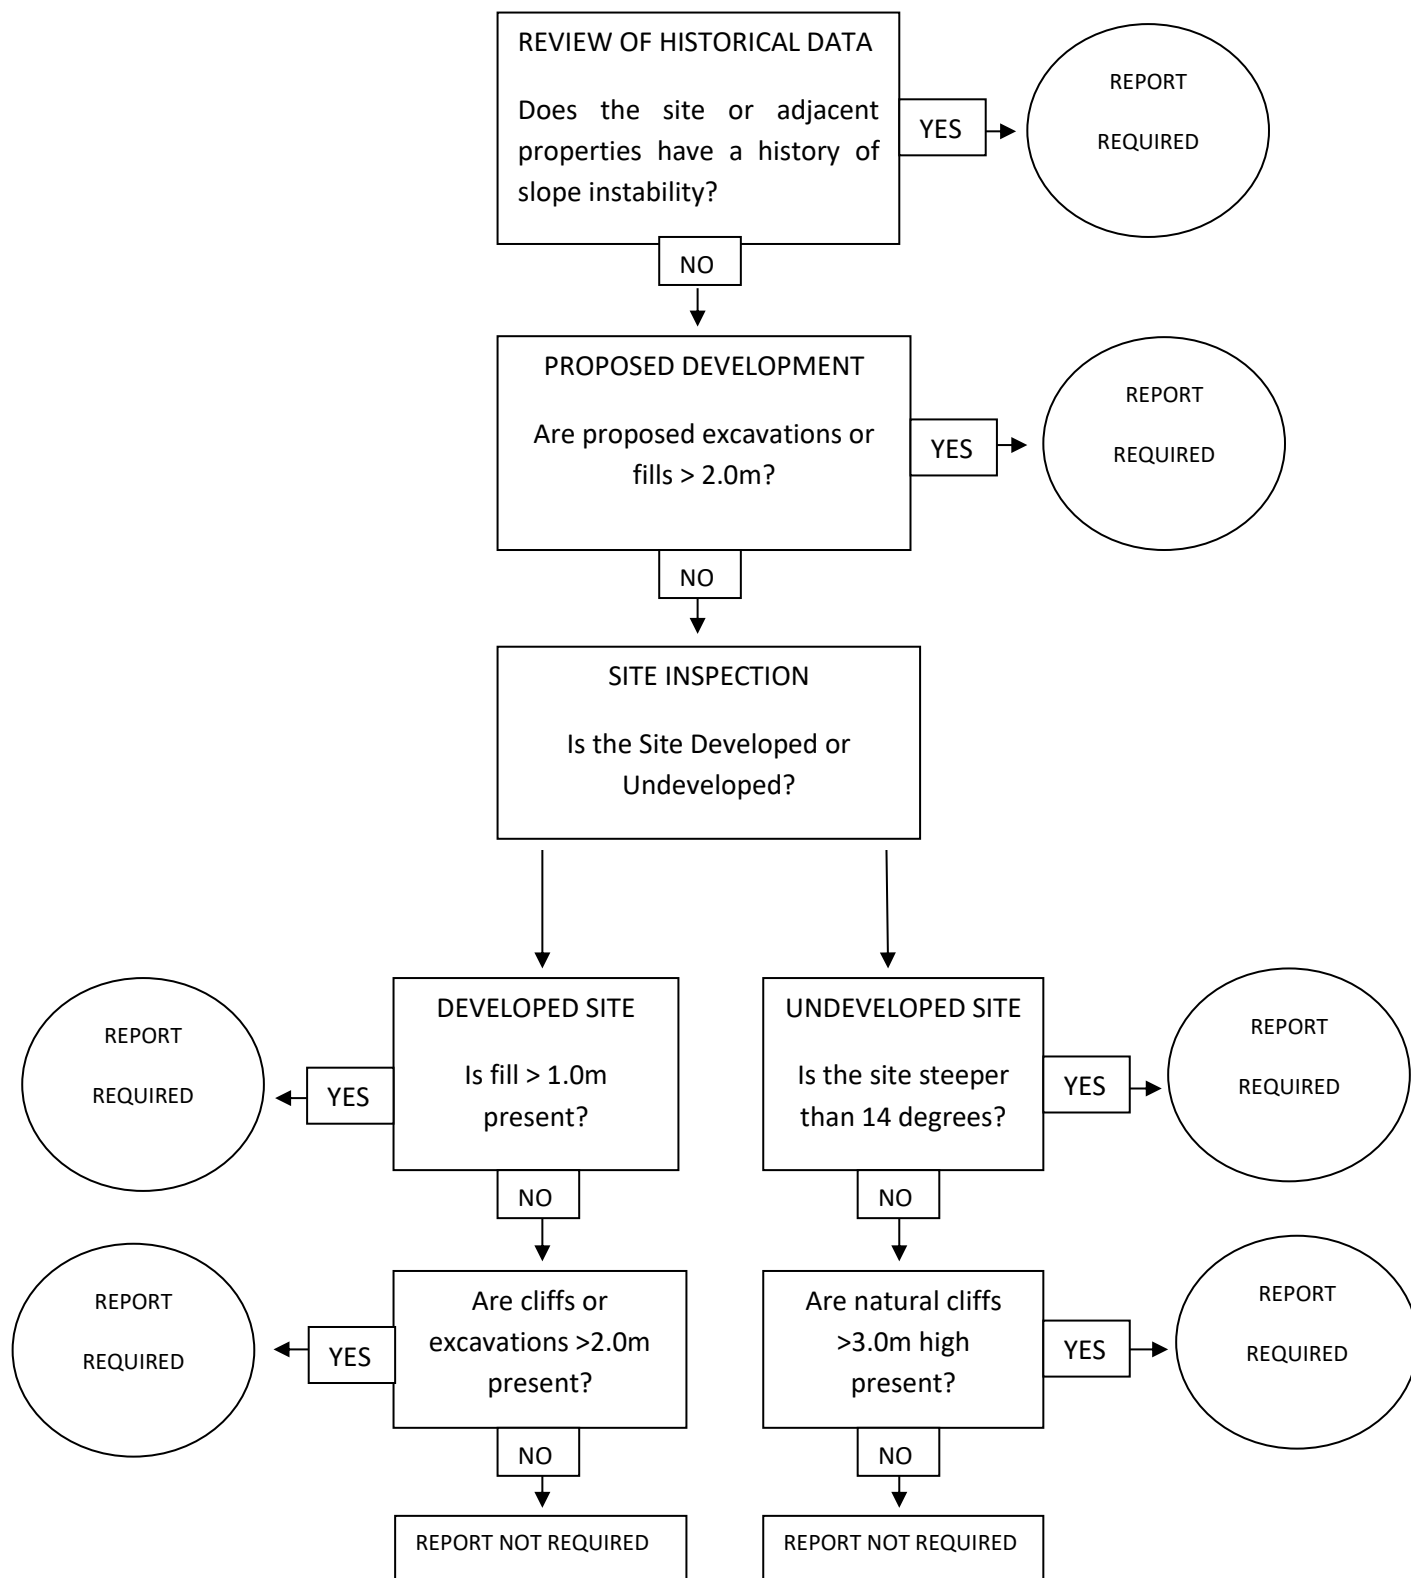 REVIEW OF HISTORICAL DATA
Does the site or adjacent
properties have a history of
slope instability?
YES
REPORT
REQUIRED
NO
PROPOSED DEVELOPMENT
Are proposed excavations or
fills > 2.0m?
YES
REPORT
REQUIRED
NO
SITE INSPECTION
Is the Site Developed or
Undeveloped?
DEVELOPED SITE
Is fill > 1.0m
present?
YES
REPORT
REQUIRED
NO
Are cliffs or
excavations >2.0m
present?
YES
REPORT
REQUIRED
NO
REPORT NOT REQUIRED
UNDEVELOPED SITE
Is the site steeper
than 14 degrees?
YES
REPORT
REQUIRED
NO
Are natural cliffs
>3.0m high
present?
YES
REPORT
REQUIRED
NO
REPORT NOT REQUIRED